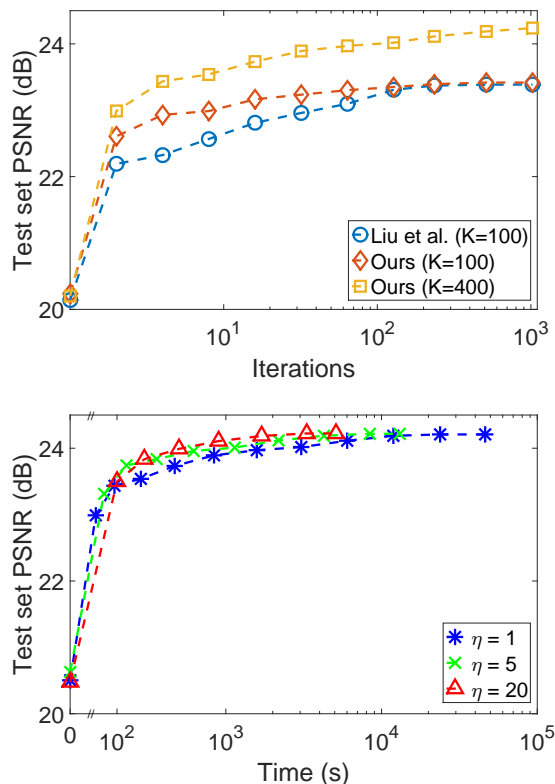 Test set PSNR (dB)
24
22
20
10^1
10^2
10^3
Iterations
Liu et al. (K=100)
Ours (K=100)
Ours (K=400)
Test set PSNR (dB)
24
22
20
0
10^2
10^3
10^4
10^5
Time (s)
η = 1
η = 5
η = 20